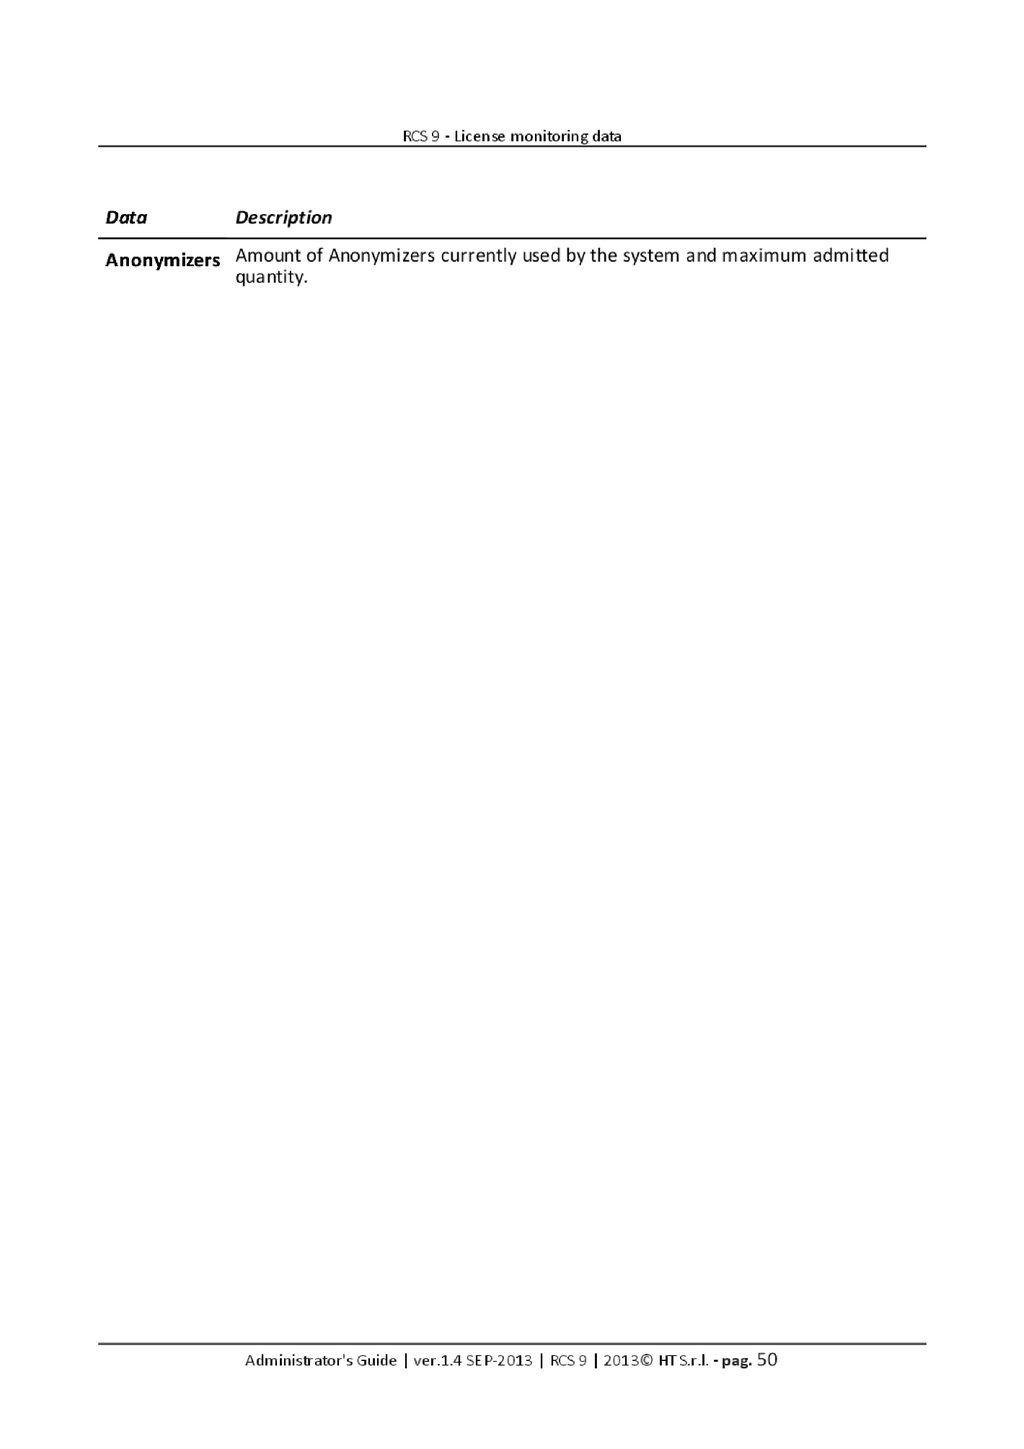 RCS 9 - License monitoring data
Data Description
Anonymizers Amount of Anonymizers currently used by the system and maximum admitted
quantity.
Administrator's Guide | ver.1.4 SEP-2013 | RCS 9 | 2013© HT S.r.l. - pag. 50